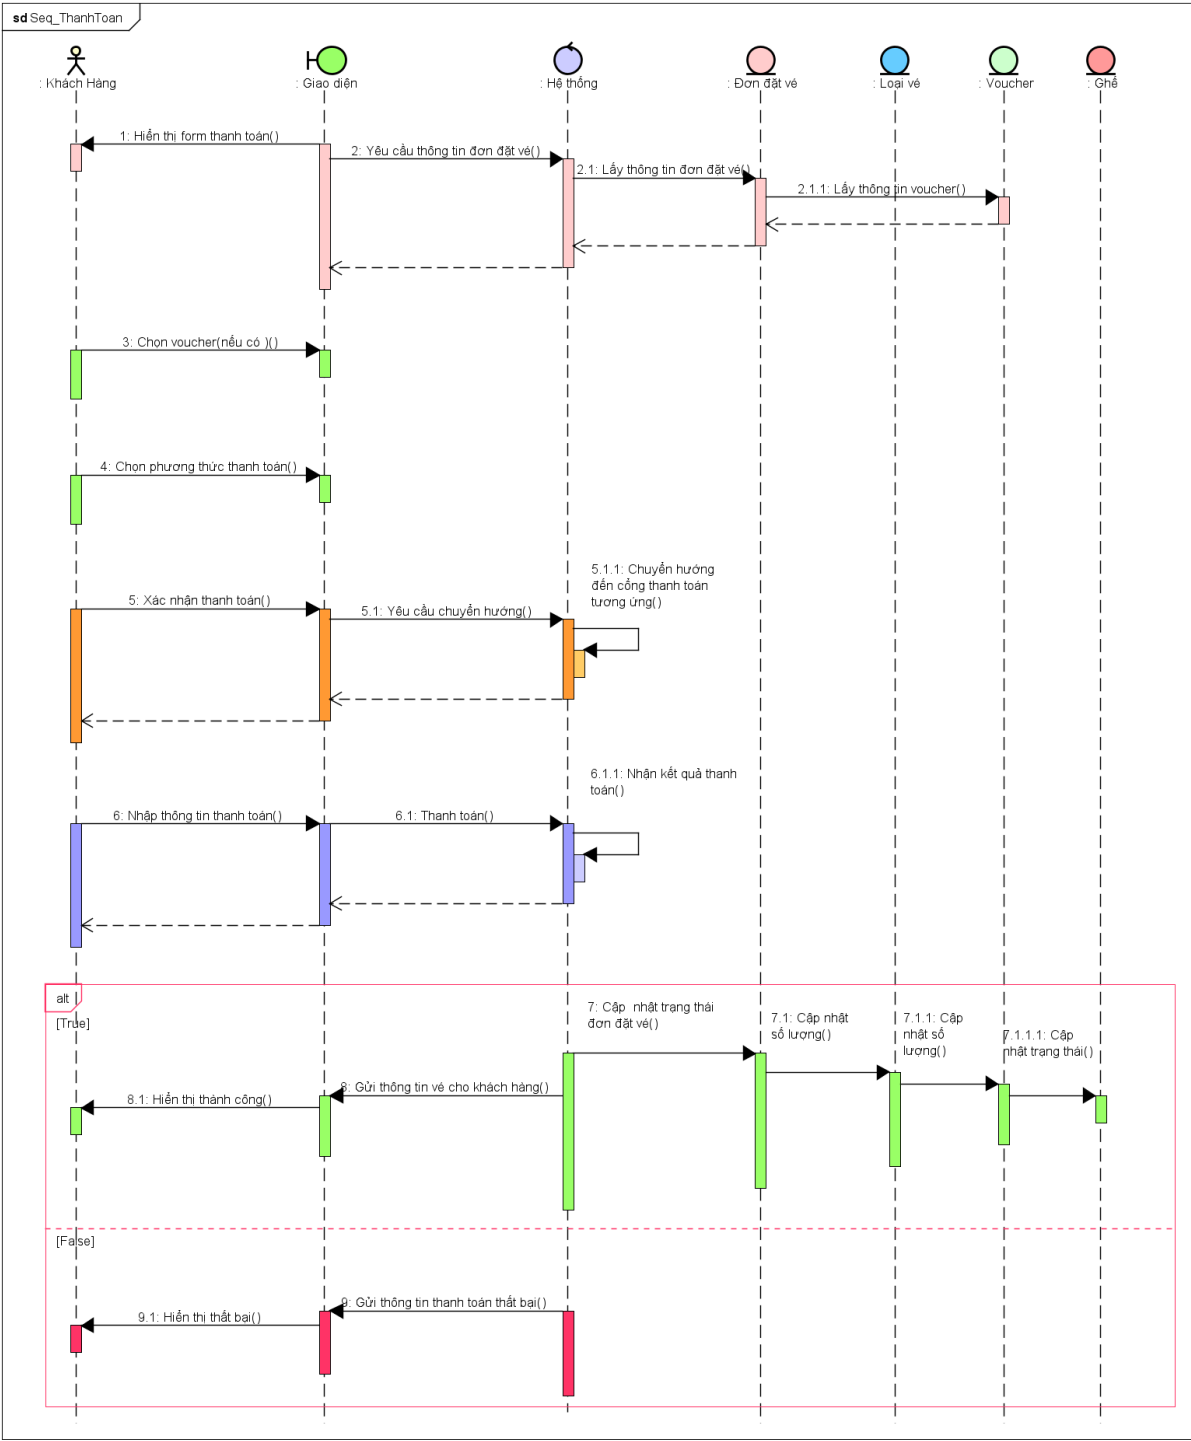 sd Seq_ThanhToan
: Khách Hàng
: Giao diện
: Hệ thống
: Đơn đặt vé
: Loại vé
: Voucher
: Ghế
1: Hiển thị form thanh toán()
2: Yêu cầu thông tin đơn đặt vé()
2.1: Lấy thông tin đơn đặt vé()
2.1.1: Lấy thông tin voucher()
3: Chọn voucher(nếu có )()
4: Chọn phương thức thanh toán()
5.1.1: Chuyển hướng
đến cổng thanh toán
tương ứng()
5: Xác nhận thanh toán()
5.1: Yêu cầu chuyển hướng()
6.1.1: Nhận kết quả thanh
toán()
6: Nhập thông tin thanh toán()
6.1: Thanh toán()
alt
[True]
7: Cập  nhật trạng thái
đơn đặt vé()
7.1: Cập nhật
số lượng()
7.1.1: Cập
nhật số
lượng()
7.1.1.1: Cập
nhật trạng thái()
8: Gửi thông tin vé cho khách hàng()
8.1: Hiển thị thành công()
[False]
9: Gửi thông tin thanh toán thất bại()
9.1: Hiển thị thất bại()